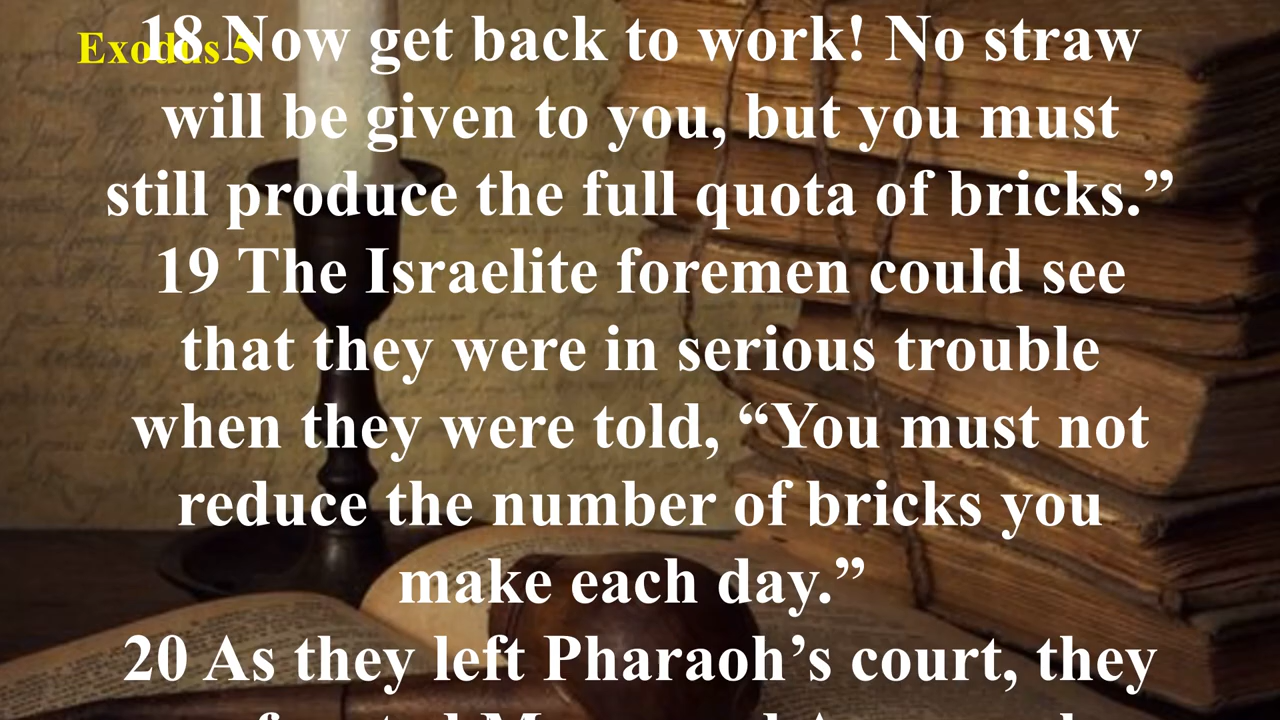 Exodus 5
18 Now get back to work! No straw
will be given to you, but you must
still produce the full quota of bricks.”
19 The Israelite foremen could see
that they were in serious trouble
when they were told, “You must not
reduce the number of bricks you
make each day.”
20 As they left Pharaoh’s court, they